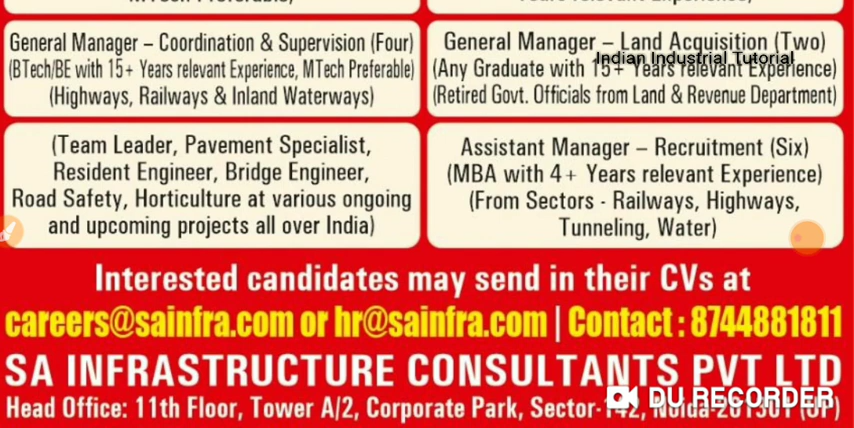 General Manager – Coordination & Supervision (Four)
(BTech/BE with 15+ Years relevant Experience, MTech Preferable)
(Highways, Railways & Inland Waterways)
General Manager – Land Acquisition (Two)
Indian Industrial Tutorial
(Any Graduate with 15+ Years relevant Experience)
(Retired Govt. Officials from Land & Revenue Department)
(Team Leader, Pavement Specialist,
Resident Engineer, Bridge Engineer,
Road Safety, Horticulture at various ongoing
and upcoming projects all over India)
Assistant Manager – Recruitment (Six)
(MBA with 4+ Years relevant Experience)
(From Sectors - Railways, Highways,
Tunneling, Water)
Interested candidates may send in their CVs at
careers@sainfra.com or hr@sainfra.com | Contact : 8744881811
SA INFRASTRUCTURE CONSULTANTS PVT LTD
DU RECORDER
Head Office: 11th Floor, Tower A/2, Corporate Park, Sector-142, Noida-201301 (UP)